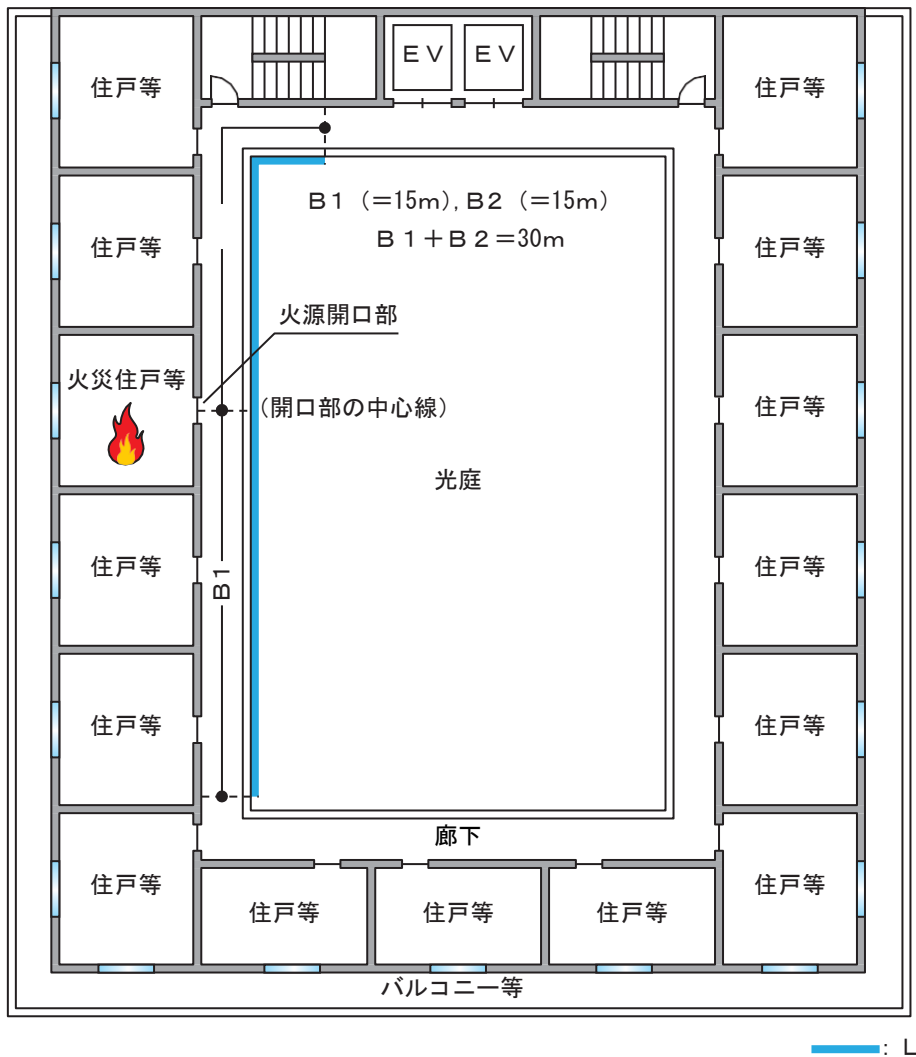 EV EV
住戸等 住戸等
B1（=15m）, B2（=15m）
B1＋B2＝30m
住戸等 住戸等
火源開口部
火災住戸等
(開口部の中心線)
住戸等
光庭
住戸等 住戸等
B1
住戸等 住戸等
廊下
住戸等 住戸等
住戸等 住戸等 住戸等
バルコニー等
: L